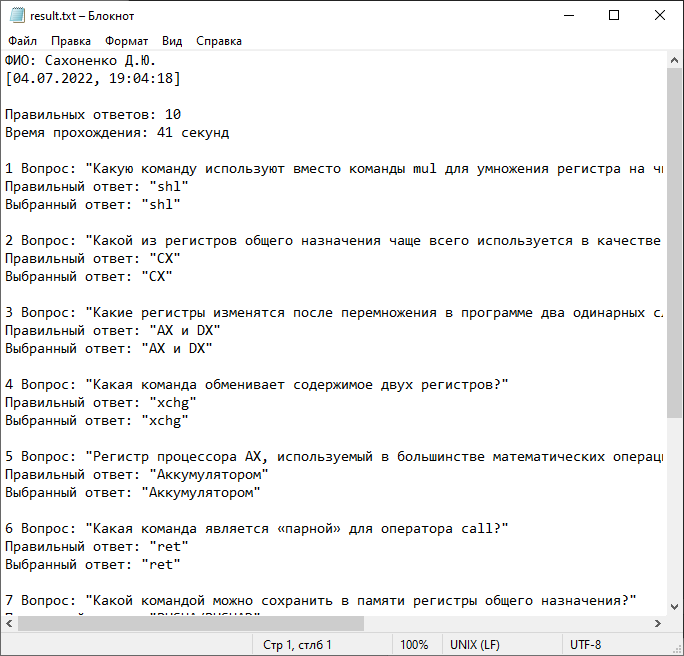 result.txt – Блокнот
Файл Правка Формат Вид Справка
ФИО: Сахоненко Д.Ю.
[04.07.2022, 19:04:18]
Правильных ответов: 10
Время прохождения: 41 секунд
1 Вопрос: "Какую команду используют вместо команды mul для умножения регистра на
Правильный ответ: "shl"
Выбранный ответ: "shl"
2 Вопрос: "Какой из регистров общего назначения чаще всего используется в качестве
Правильный ответ: "CX"
Выбранный ответ: "CX"
3 Вопрос: "Какие регистры изменятся после перемножения в программе два одинарных
Правильный ответ: "AX и DX"
Выбранный ответ: "AX и DX"
4 Вопрос: "Какая команда обменивает содержимое двух регистров?"
Правильный ответ: "xchg"
Выбранный ответ: "xchg"
5 Вопрос: "Регистр процессора AX, используемый в большинстве математических операц
Правильный ответ: "Аккумулятором"
Выбранный ответ: "Аккумулятором"
6 Вопрос: "Какая команда является «парной» для оператора call?"
Правильный ответ: "ret"
Выбранный ответ: "ret"
7 Вопрос: "Какой командой можно сохранить в памяти регистры общего назначения?"
Стр 1, стлб 1 100% UNIX (LF) UTF-8